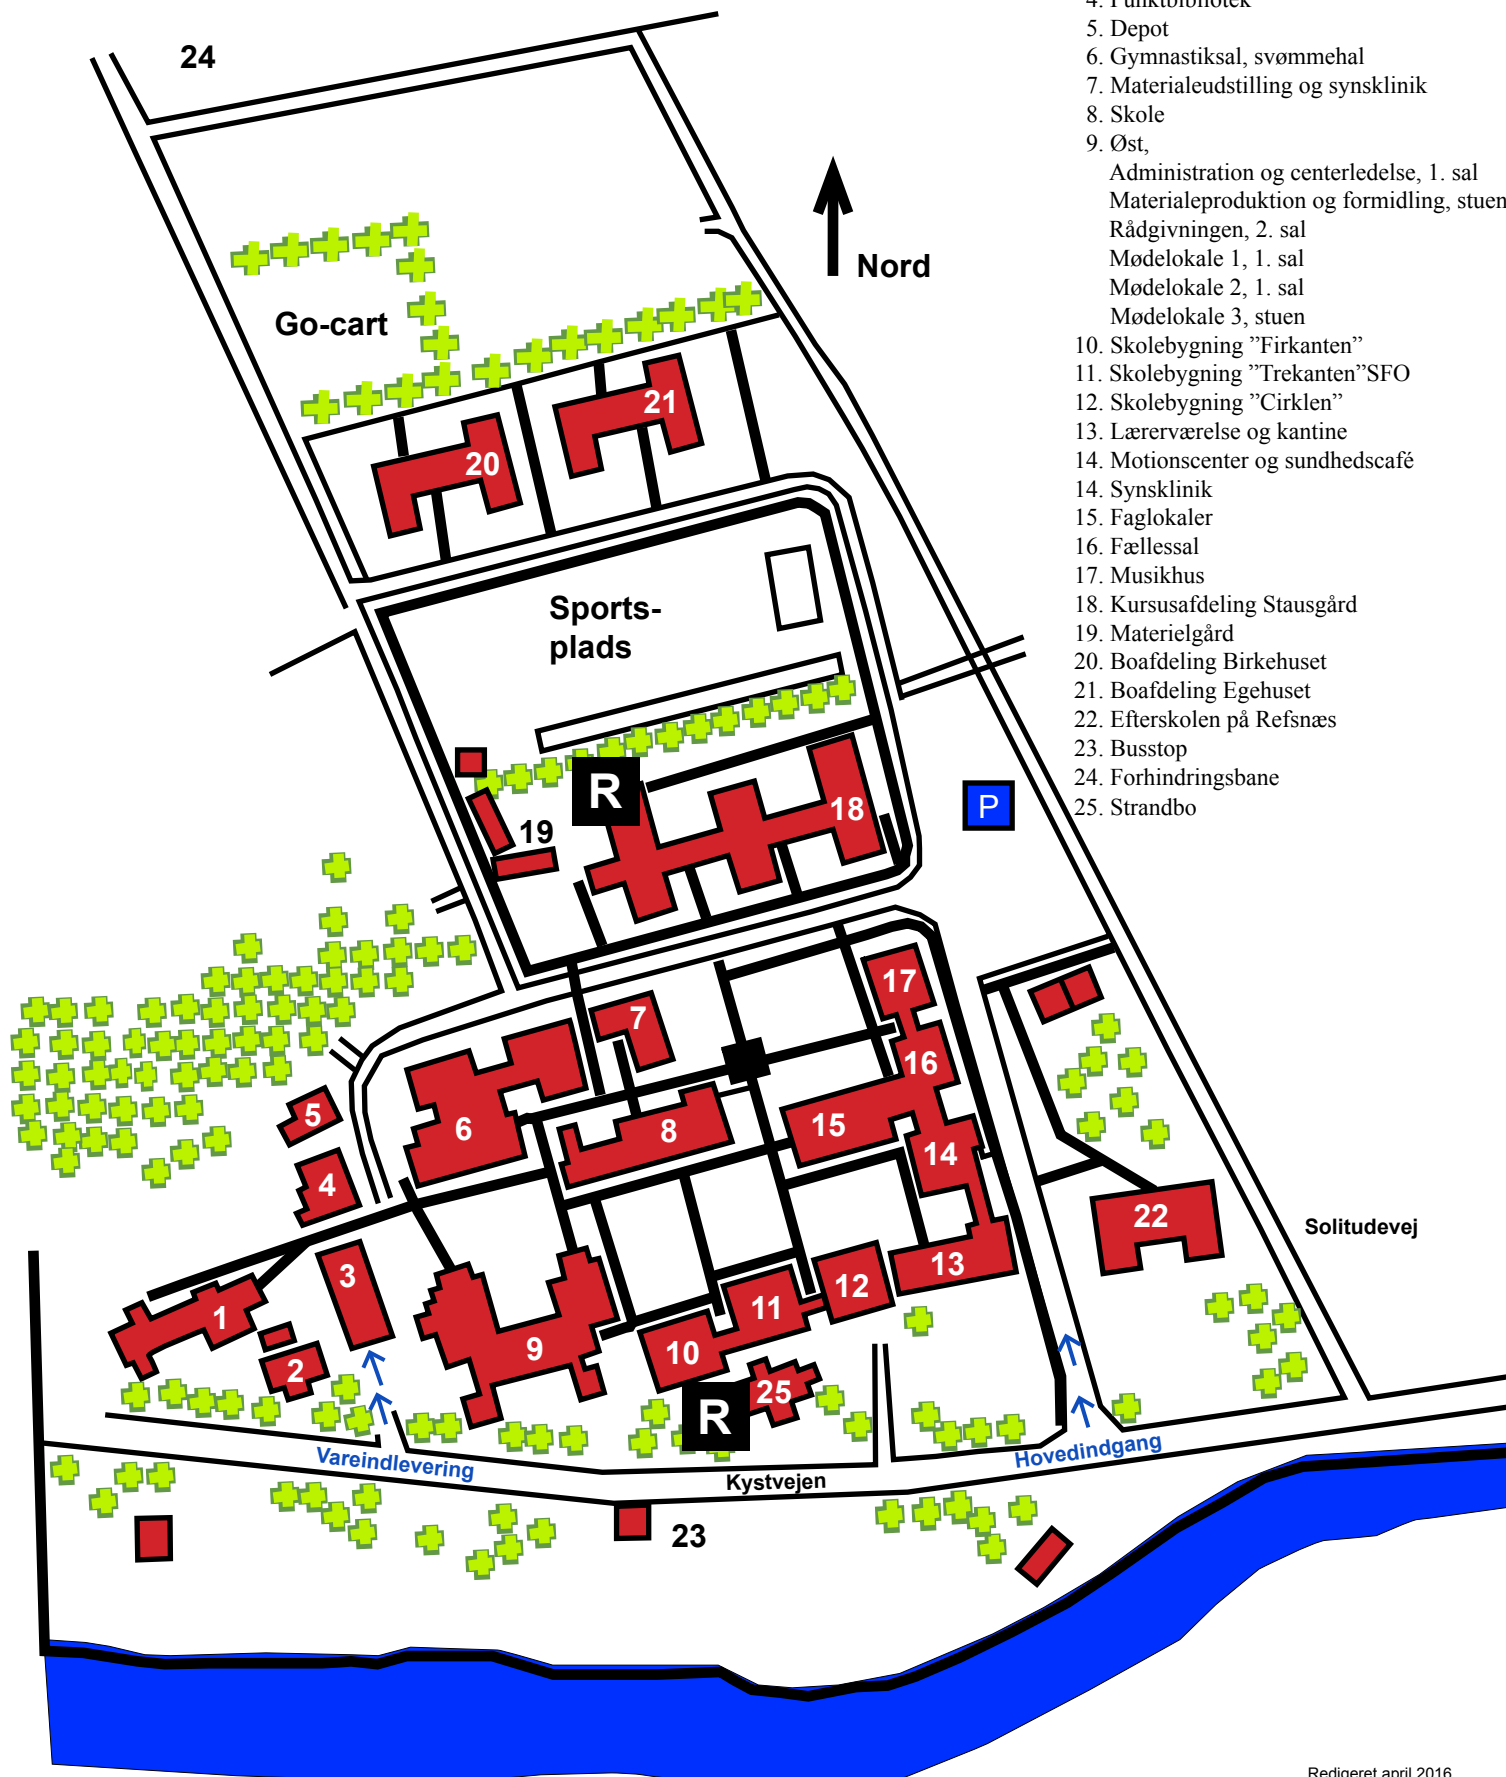 4. Punktbibliotek
5. Depot
6. Gymnastiksal, svømmehal
7. Materialeudstilling og synsklinik
8. Skole
9. Øst,
Administration og centerledelse, 1. sal
Materialeproduktion og formidling, stuen
Rådgivningen, 2. sal
Mødelokale 1, 1. sal
Mødelokale 2, 1. sal
Mødelokale 3, stuen
10. Skolebygning ”Firkanten”
11. Skolebygning ”Trekanten”SFO
12. Skolebygning ”Cirklen”
13. Lærerværelse og kantine
14. Motionscenter og sundhedscafé
14. Synsklinik
15. Faglokaler
16. Fællessal
17. Musikhus
18. Kursusafdeling Stausgård
19. Materielgård
20. Boafdeling Birkehuset
21. Boafdeling Egehuset
22. Efterskolen på Refsnæs
23. Busstop
24. Forhindringsbane
25. Strandbo
24
Nord
Go-cart
21
20
Sports-
plads
R
18
P
19
17
7
16
5
6
8
15
14
4
22
Solitudevej
3
13
1
12
11
9
10
2
25
R
Vareindlevering
Hovedindgang
Kystvejen
23
Redigeret april 2016